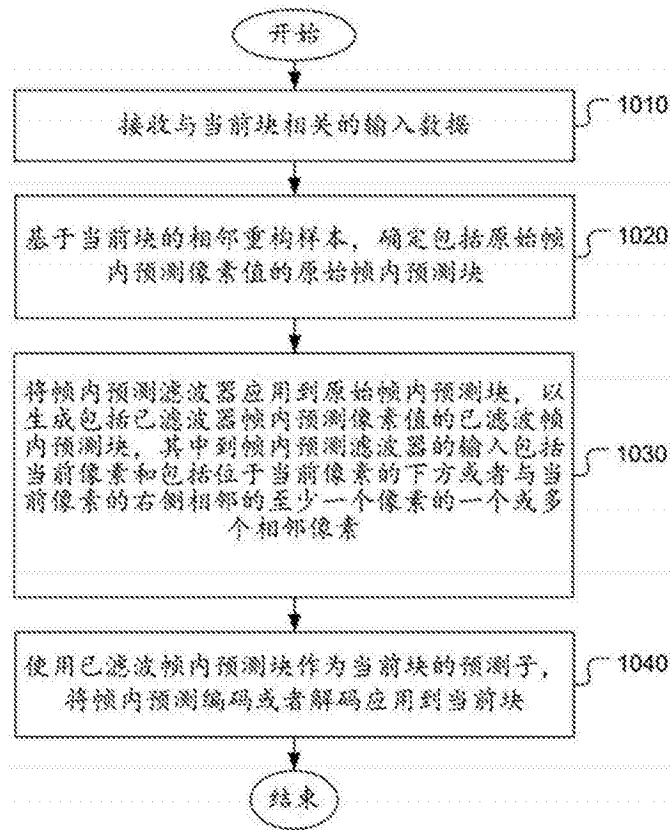 开始
接收与当前块相关的输入数据
1010
基于当前块的相邻重构样本，确定包括原始帧
内预测像素值的原始帧内预测块
1020
将帧内预测滤波器应用到原始帧内预测块，以
生成包括已滤波器帧内预测像素值的已滤波帧
内预测块，其中到帧内预测滤波器的输入包括
当前像素和包括位于当前像素的下方或者与当
前像素的右侧相邻的至少一个像素的一个或多
个相邻像素
1030
使用已滤波帧内预测块作为当前块的预测子，
将帧内预测编码或者解码应用到当前块
1040
结束